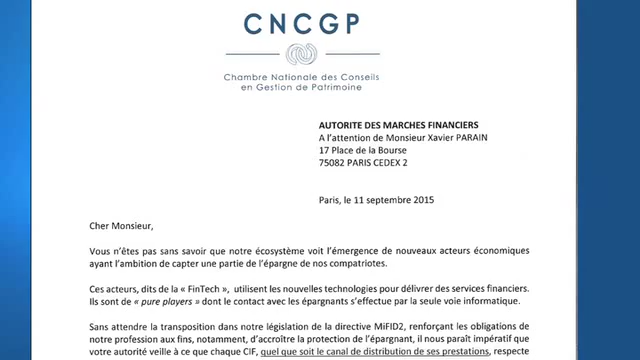 CNCGP
Chambre Nationale des Conseils
en Gestion de Patrimoine
AUTORITE DES MARCHES FINANCIERS
A l'attention de Monsieur Xavier PARAIN
17 Place de la Bourse
75082 PARIS CEDEX 2
Paris, le 11 septembre 2015
Cher Monsieur,
Vous n'êtes pas sans savoir que notre écosystème voit l'émergence de nouveaux acteurs économiques
ayant l'ambition de capter une partie de l'épargne de nos compatriotes.
Ces acteurs, dits de la « FinTech », utilisent les nouvelles technologies pour délivrer des services financiers.
Ils sont de « pure players » dont le contact avec les épargnants s'effectue par la seule voie informatique.
Sans attendre la transposition dans notre législation de la directive MiFID2, renforçant les obligations de
notre profession aux fins, notamment, d'accroître la protection de l'épargnant, il nous paraît impératif que
votre autorité veille à ce que chaque CIF, quel que soit le canal de distribution de ses prestations, respecte